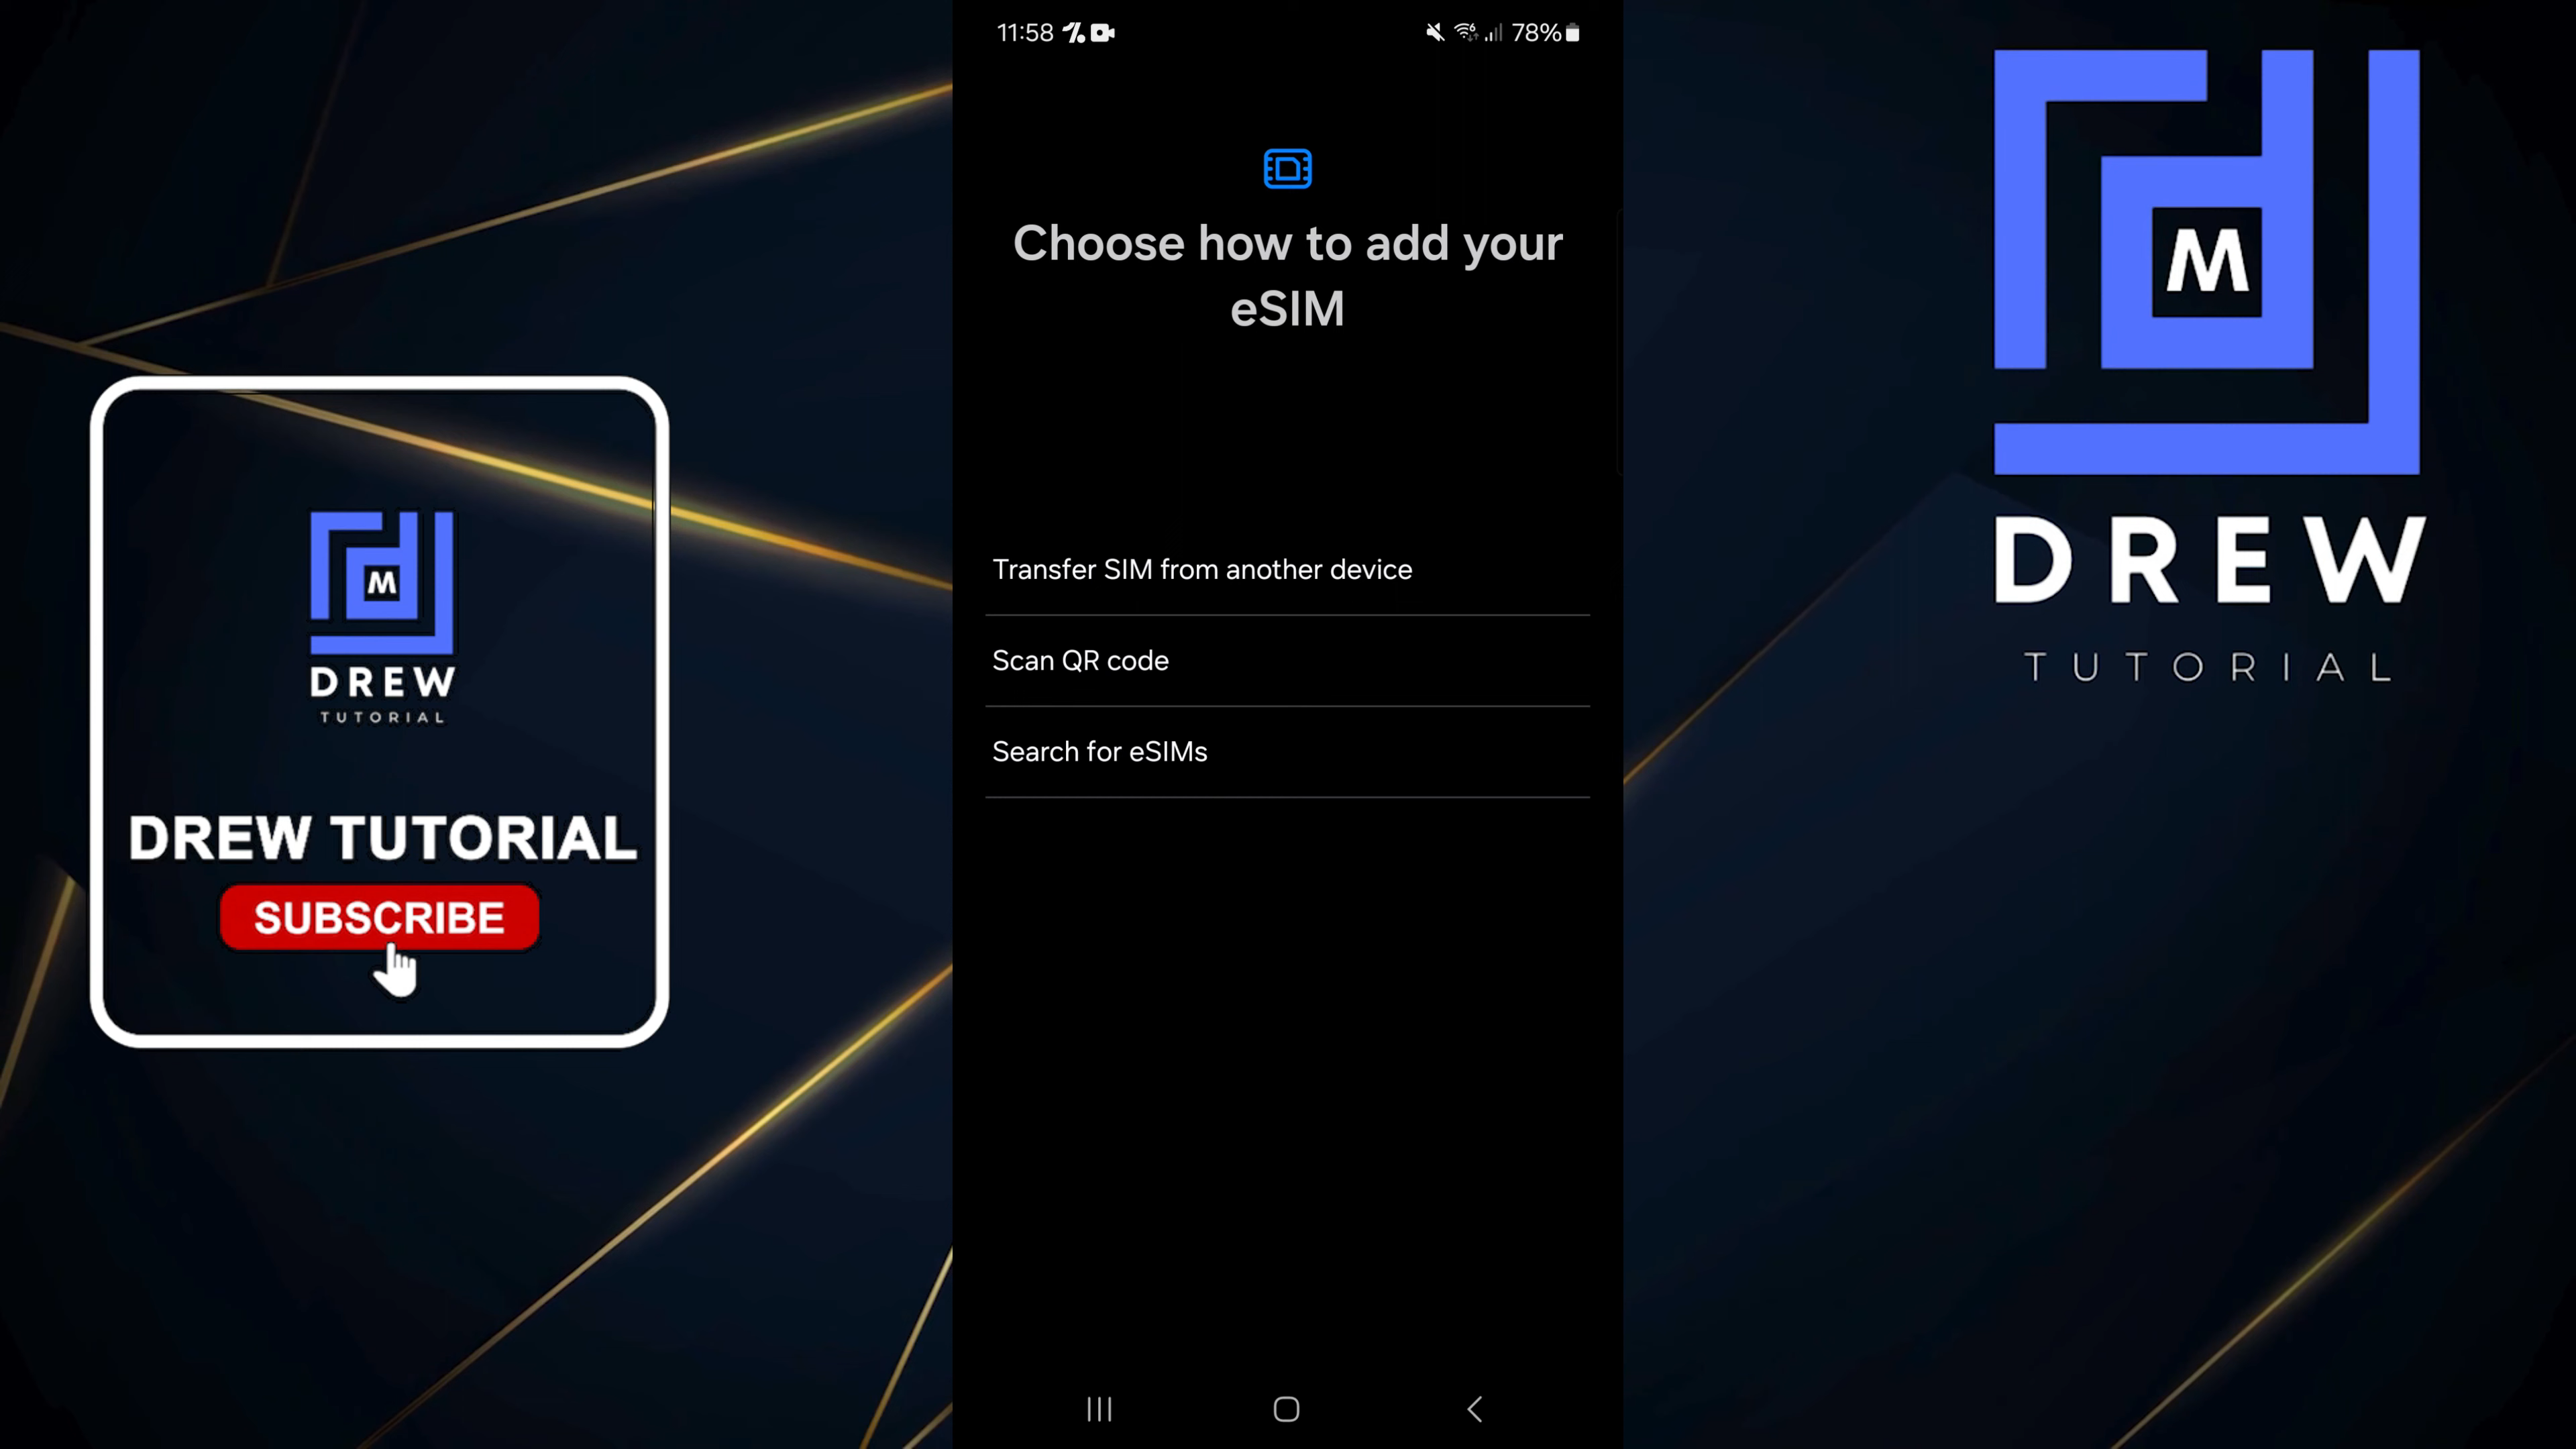 11:58
78%
Choose how to add your
eSIM
Transfer SIM from another device
Scan QR code
Search for eSIMs
M
DREW
TUTORIAL
DREW TUTORIAL
SUBSCRIBE
M
DREW
TUTORIAL